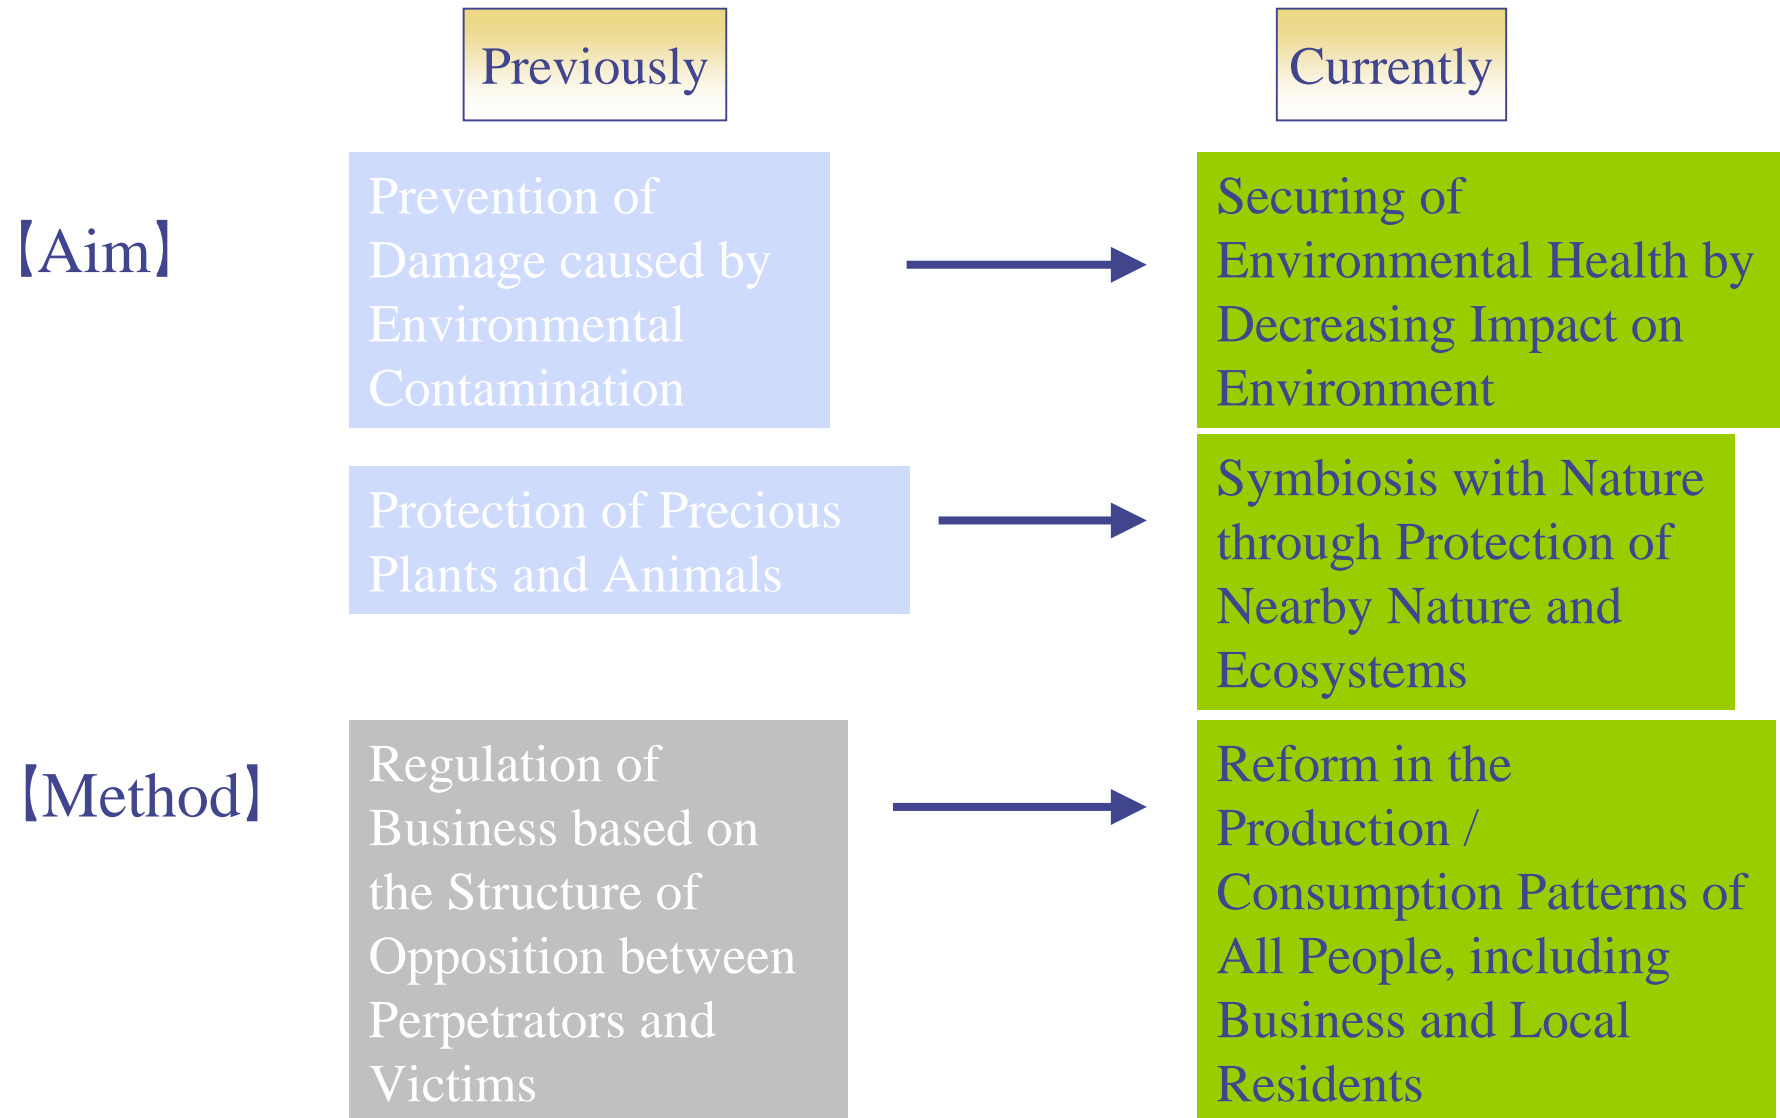 Previously
Currently
【Aim】
Prevention of
Damage caused by
Environmental
Contamination
Securing of
Environmental Health by
Decreasing Impact on
Environment
Protection of Precious
Plants and Animals
Symbiosis with Nature
through Protection of
Nearby Nature and
Ecosystems
【Method】
Regulation of
Business based on
the Structure of
Opposition between
Perpetrators and
Victims
Reform in the
Production /
Consumption Patterns of
All People, including
Business and Local
Residents